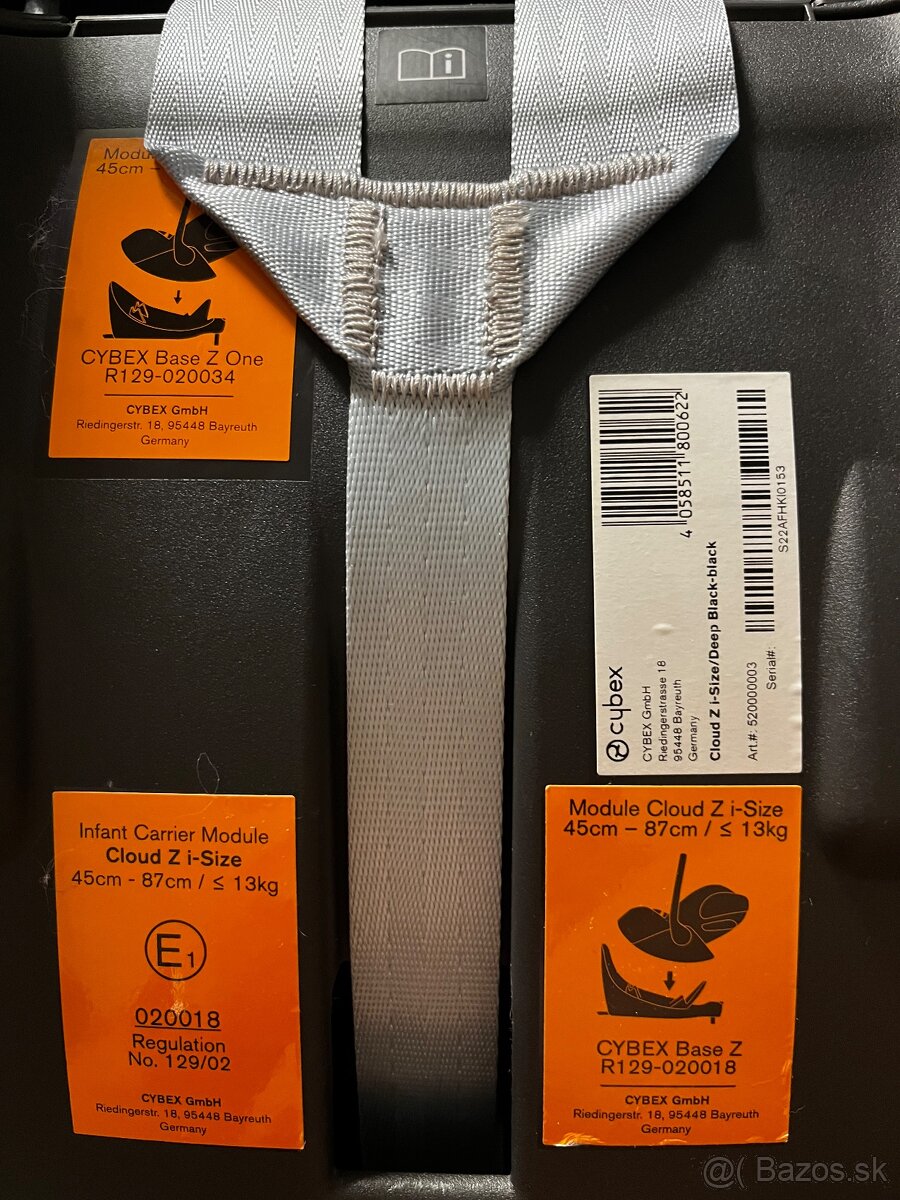 i
Modu
45cm –
CYBEX Base Z One
R129-020034
CYBEX GmbH
Riedingerstr. 18, 95448 Bayreuth
Germany
4 058511 800622
cybex
CYBEX GmbH
Riedingerstrasse 18
95448 Bayreuth
Germany
Cloud Z i-Size/Deep Black-black
Art.#: 520000003
Serial#:
S22AFHKI0153
Infant Carrier Module
Cloud Z i-Size
45cm - 87cm / ≤ 13kg
E1
020018
Regulation
No. 129/02
CYBEX GmbH
Riedingerstr. 18, 95448 Bayreuth
Germany
Module Cloud Z i-Size
45cm – 87cm / ≤ 13kg
CYBEX Base Z
R129-020018
CYBEX GmbH
Riedingerstr. 18, 95448 Bayreuth
Germany
@( Bazos.sk